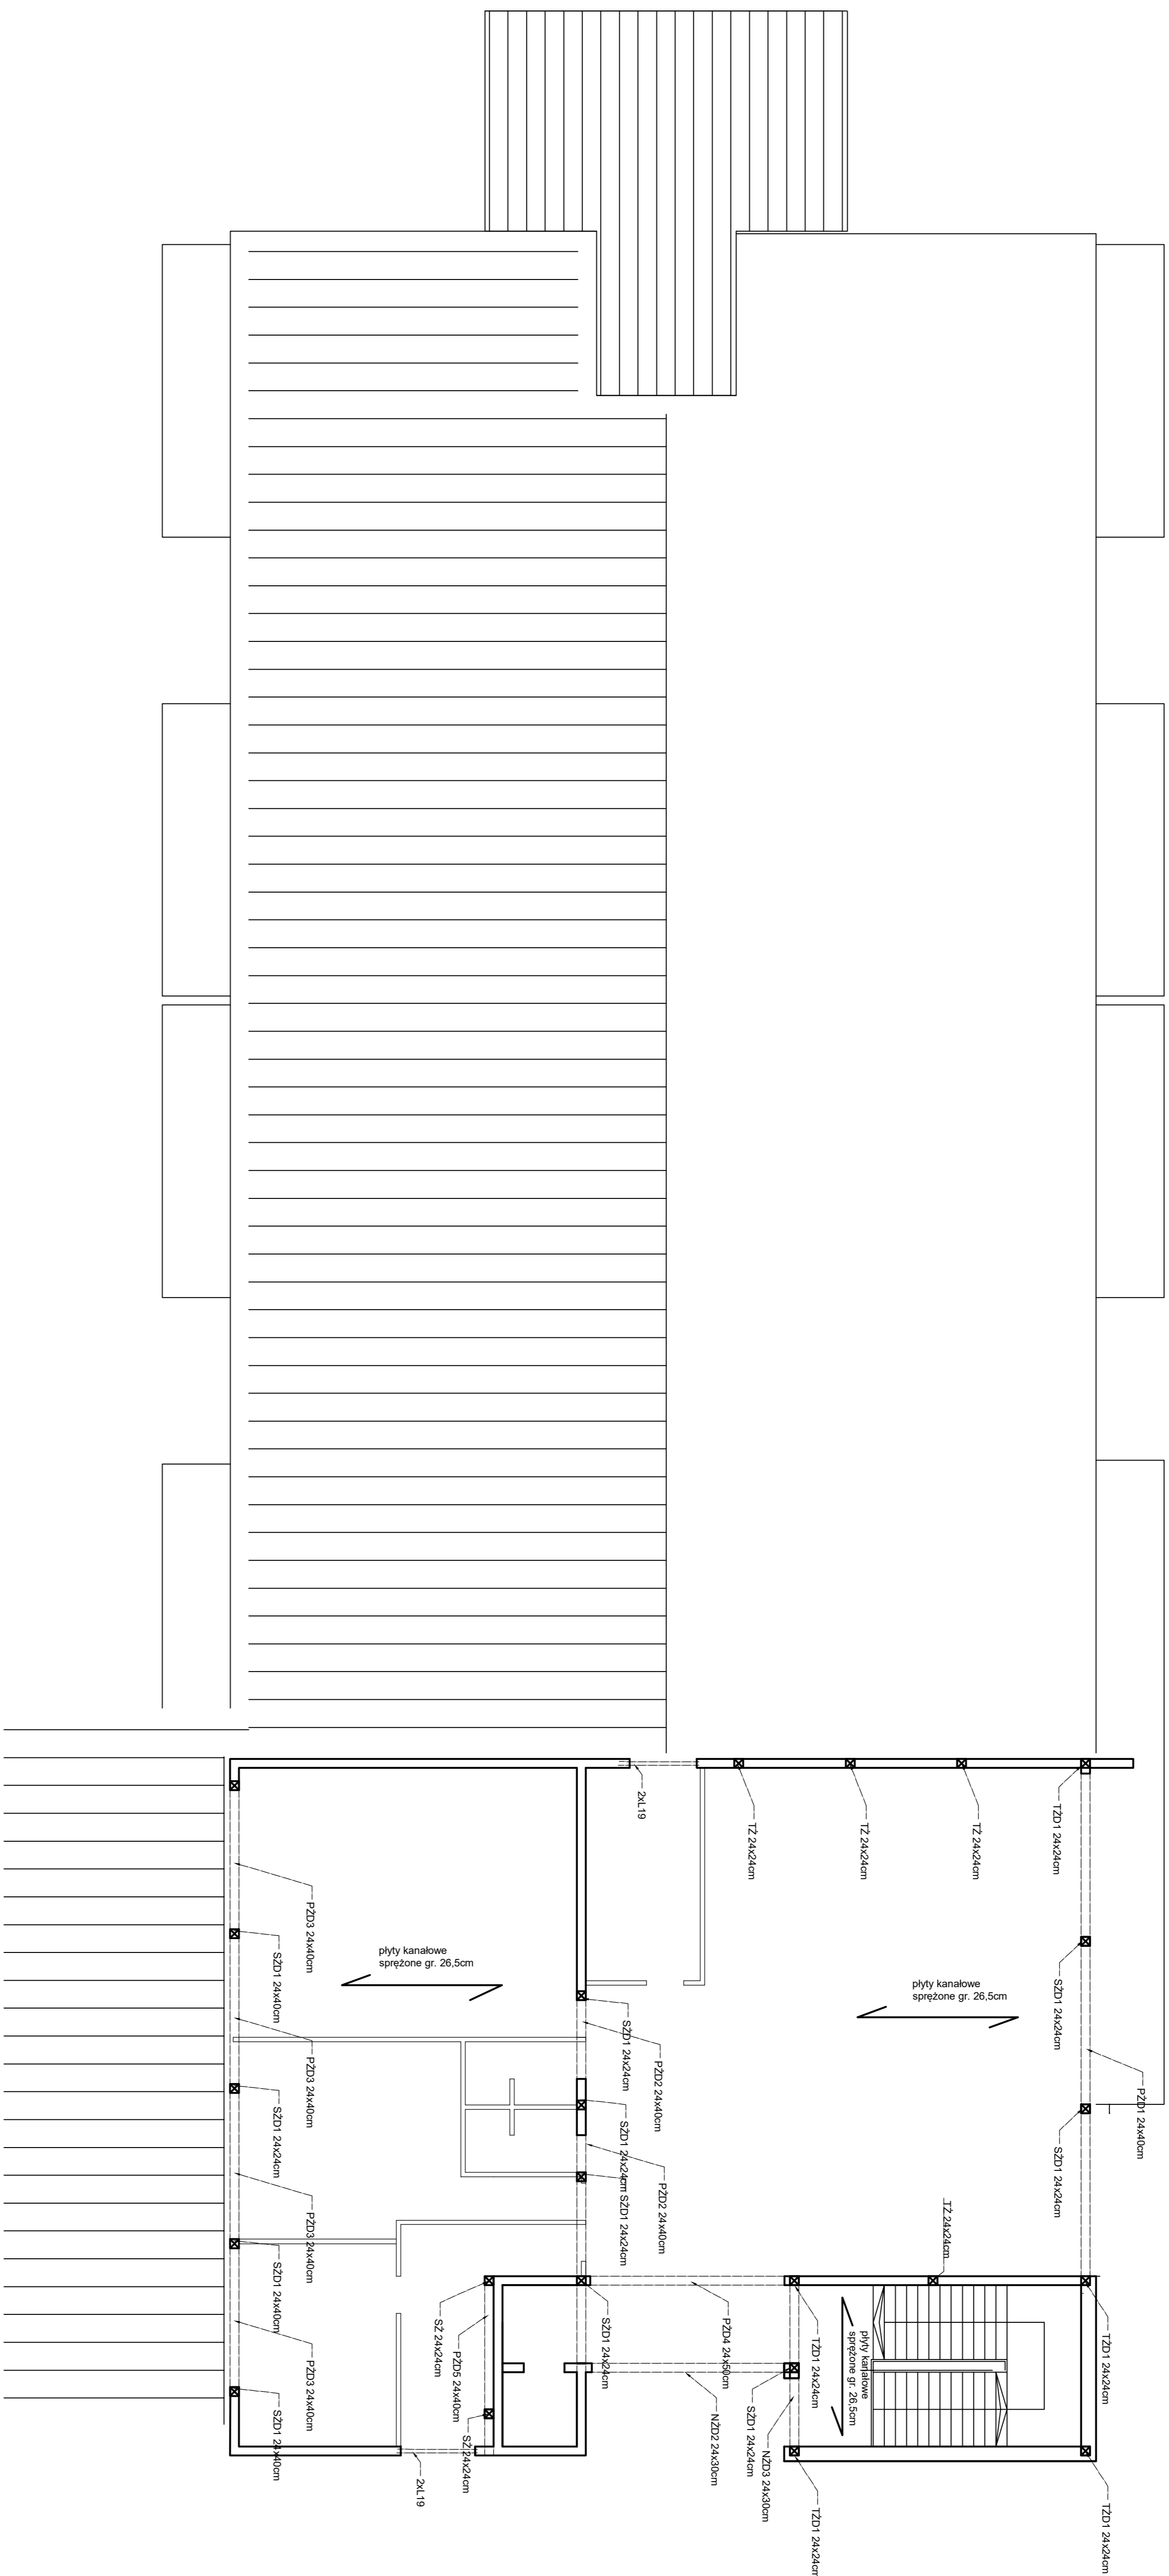 2xL19
TŻ 24x24cm
TŻ 24x24cm
TŻ 24x24cm
TŻD1 24x24cm
PŻD3 24x40cm
SŻD1 24x40cm
płyty kanałowe
sprężone gr. 26,5cm
płyty kanałowe
sprężone gr. 26,5cm
SŻD1 24x24cm
PŻD1 24x40cm
SŻD1 24x24cm
PŻD2 24x40cm
PŻD3 24x40cm
SŻD1 24x24cm
SŻD1 24x24cm
SŻD1 24x24cm
PŻD2 24x40cm
SŻD1 24x24cm
TŻ 24x24cm
PŻD3 24x40cm
SŻD1 24x40cm
SŻ 24x24cm
PŻD5 24x40cm
SŻD1 24x24cm
PŻD4 24x50cm
TŻD1 24x24cm
płyty kanałowe
sprężone gr. 26,5cm
TŻD1 24x24cm
PŻD3 24x40cm
SŻD1 24x40cm
SŻ 24x24cm
2xL19
NŻD2 24x30cm
SŻD1 24x24cm
NŻD3 24x30cm
TŻD1 24x24cm
TŻD1 24x24cm